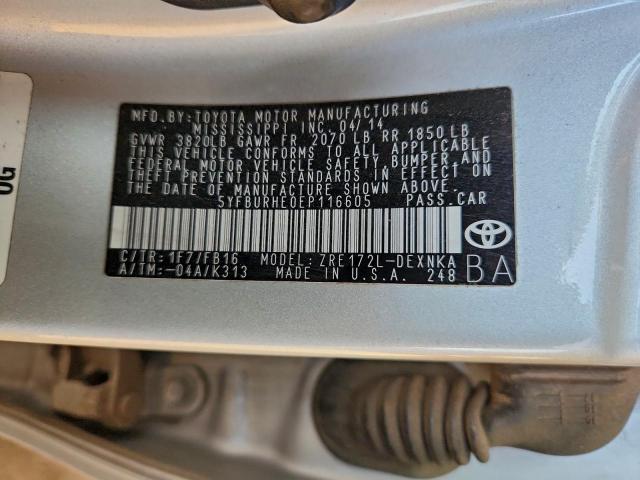 MFD.BY:TOYOTA MOTOR MANUFACTURING
MISSISSIPPI INC. 04/14
GVWR 3820LB GAWR FR 2070 LB RR 1850 LB
THIS VEHICLE CONFORMS TO ALL APPLICABLE
FEDERAL MOTOR VEHICLE SAFETY, BUMPER, AND
THEFT PREVENTION STANDARDS IN EFFECT ON
THE DATE OF MANUFACTURE SHOWN ABOVE.
5YFBURHE0EP116605 PASS.CAR
C/TR:1F7/FB16 MODEL:ZRE172L-DEXNKA
A/TM:-04A/K313 MADE IN U.S.A. 248 BA